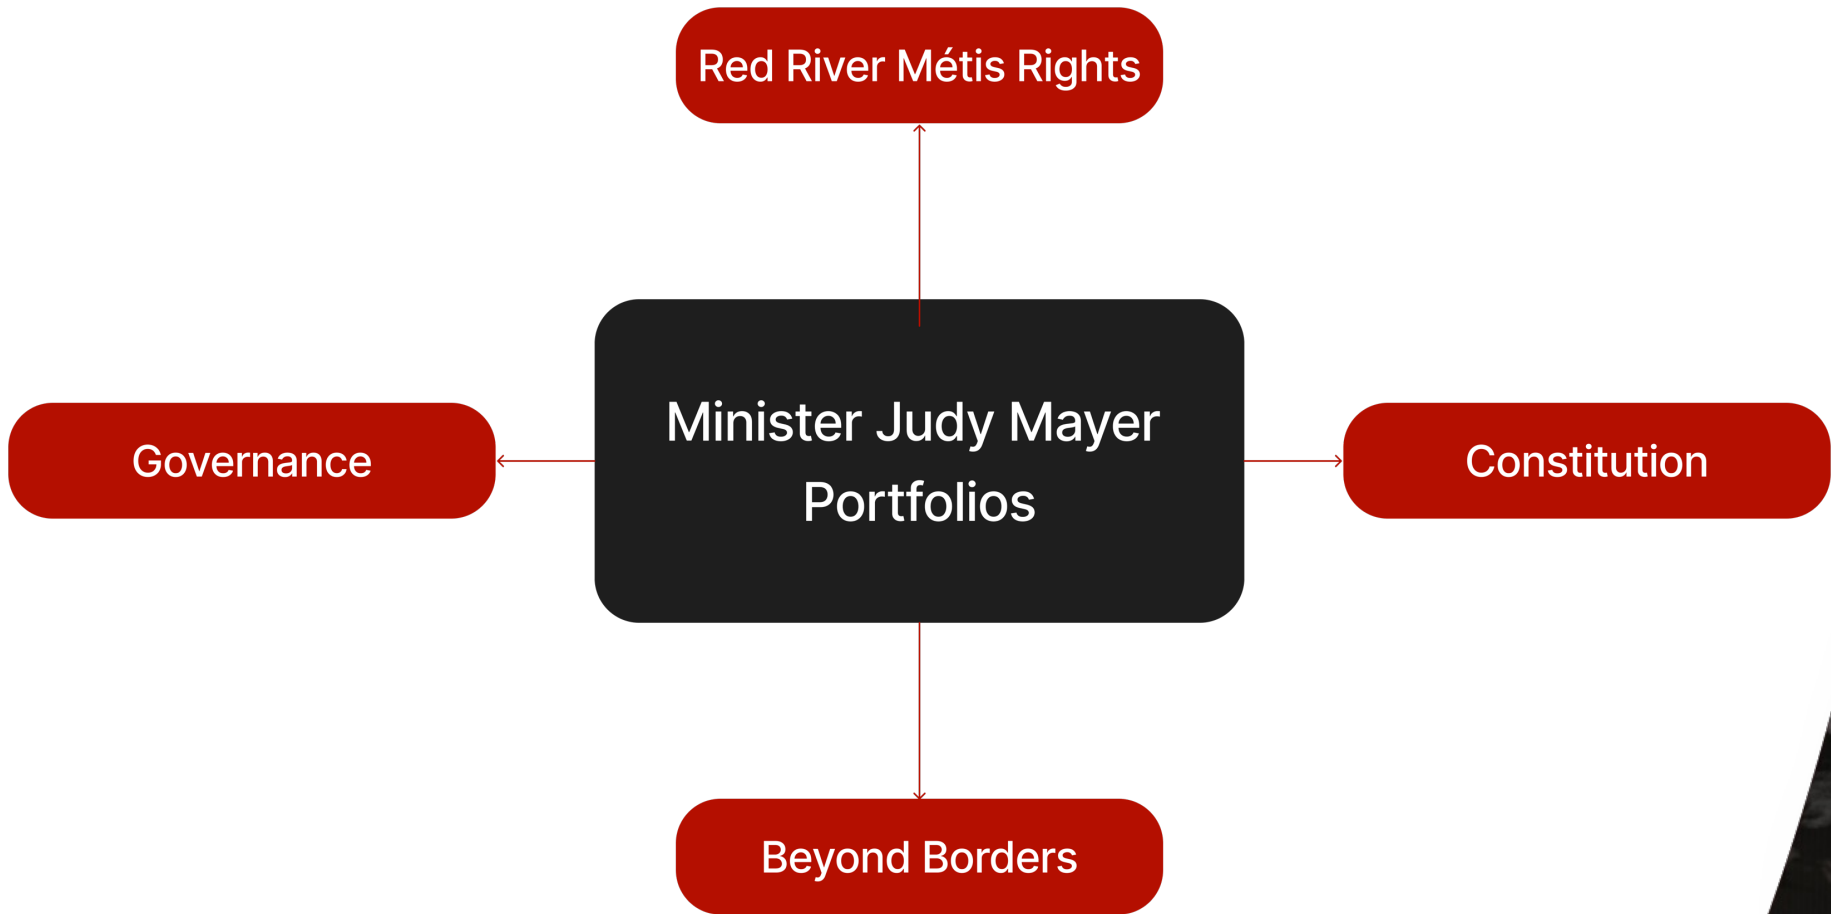 Red River Métis Rights
Minister Judy Mayer
Portfolios
Governance
Constitution
Beyond Borders